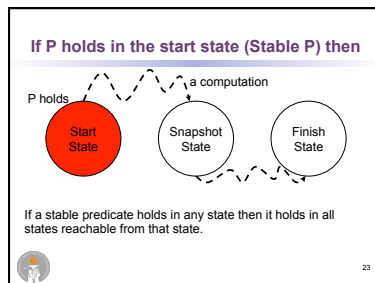 If P holds in the start state (Stable P) then
a computation
P holds
Start
State
Snapshot
State
Finish
State
If a stable predicate holds in any state then it holds in all
states reachable from that state.
23